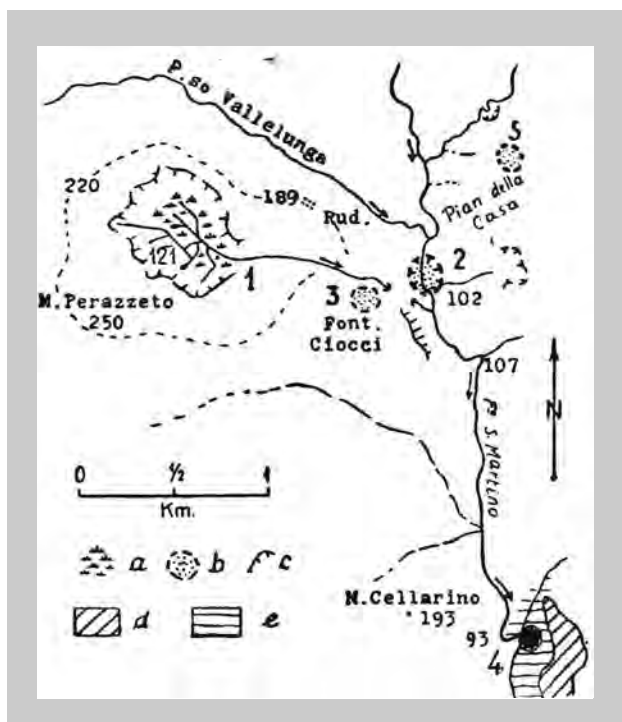 P.so Vallelunga
5
220
189
Rud.
Pian della
Casa
121
1
2
M. Perazzeto
250
3
102
Font.
Ciocci
107
N
S. Martino
0
½
1
Km.
a
b
c
M.Cellarino
193
d
e
93
4